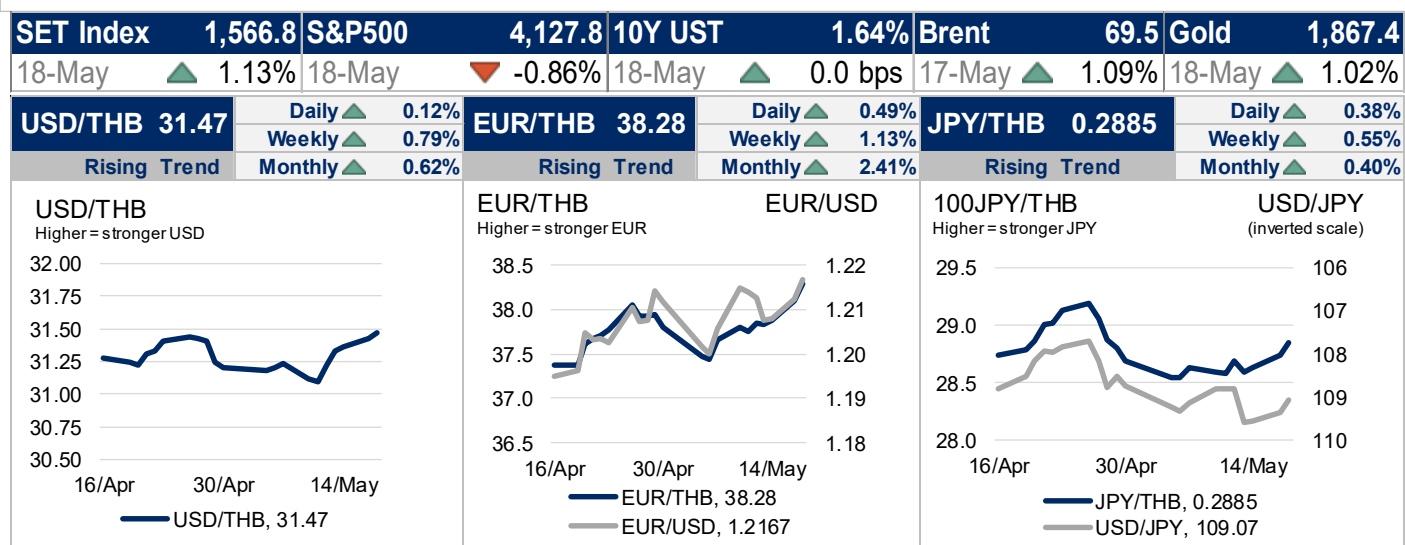 SET Index 1,566.8 S&P500 4,127.8 10Y UST 1.64% Brent 69.5 Gold 1,867.4
18-May 1.13% 18-May -0.86% 18-May 0.0 bps 17-May 1.09% 18-May 1.02%
USD/THB 31.47
Rising Trend
Daily 0.12%
Weekly 0.79%
Monthly 0.62%
EUR/THB 38.28
Rising Trend
Daily 0.49%
Weekly 1.13%
Monthly 2.41%
JPY/THB 0.2885
Rising Trend
Daily 0.38%
Weekly 0.55%
Monthly 0.40%
USD/THB
Higher = stronger USD
32.00
31.75
31.50
31.25
31.00
30.75
30.50
16/Apr 30/Apr 14/May
USD/THB, 31.47
EUR/THB EUR/USD
Higher = stronger EUR
38.5 1.22
38.0 1.21
37.5 1.20
37.0 1.19
36.5 1.18
16/Apr 30/Apr 14/May
EUR/THB, 38.28
EUR/USD, 1.2167
100JPY/THB USD/JPY
Higher = stronger JPY (inverted scale)
29.5 106
107
29.0
108
28.5 109
28.0 110
16/Apr 30/Apr 14/May
JPY/THB, 0.2885
USD/JPY, 109.07